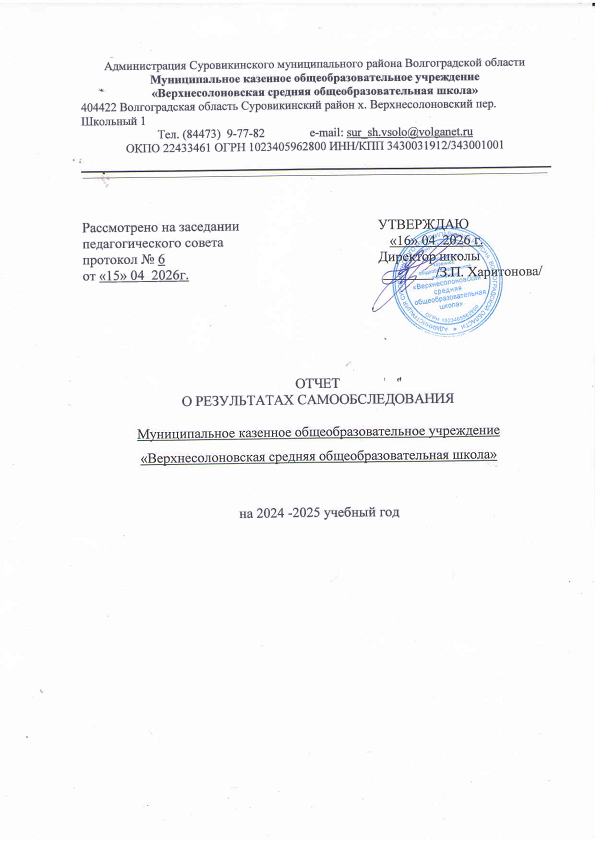 Администрация Суровикинского муниципального района Волгоградской области
Муниципальное казенное общеобразовательное учреждение
«Верхнесолоновская средняя общеобразовательная школа»
404422 Волгоградская область Суровикинский район х. Верхнесолоновский пер.
Школьный 1
Тел. (84473) 9-77-82 e-mail: sur_sh.vsolo@volganet.ru
ОКПО 22433461 ОГРН 1023405962800 ИНН/КПП 3430031912/343001001
Рассмотрено на заседании
педагогического совета
протокол № 6
от «15» 04 2026г.
УТВЕРЖДАЮ
«16» 04 2026 г.
Директор школы
/З.П. Харитонова/
«Верхнесолоновская
средняя
общеобразовательная
школа»
ОТЧЕТ
О РЕЗУЛЬТАТАХ САМООБСЛЕДОВАНИЯ
Муниципальное казенное общеобразовательное учреждение
«Верхнесолоновская средняя общеобразовательная школа»
на 2024 -2025 учебный год